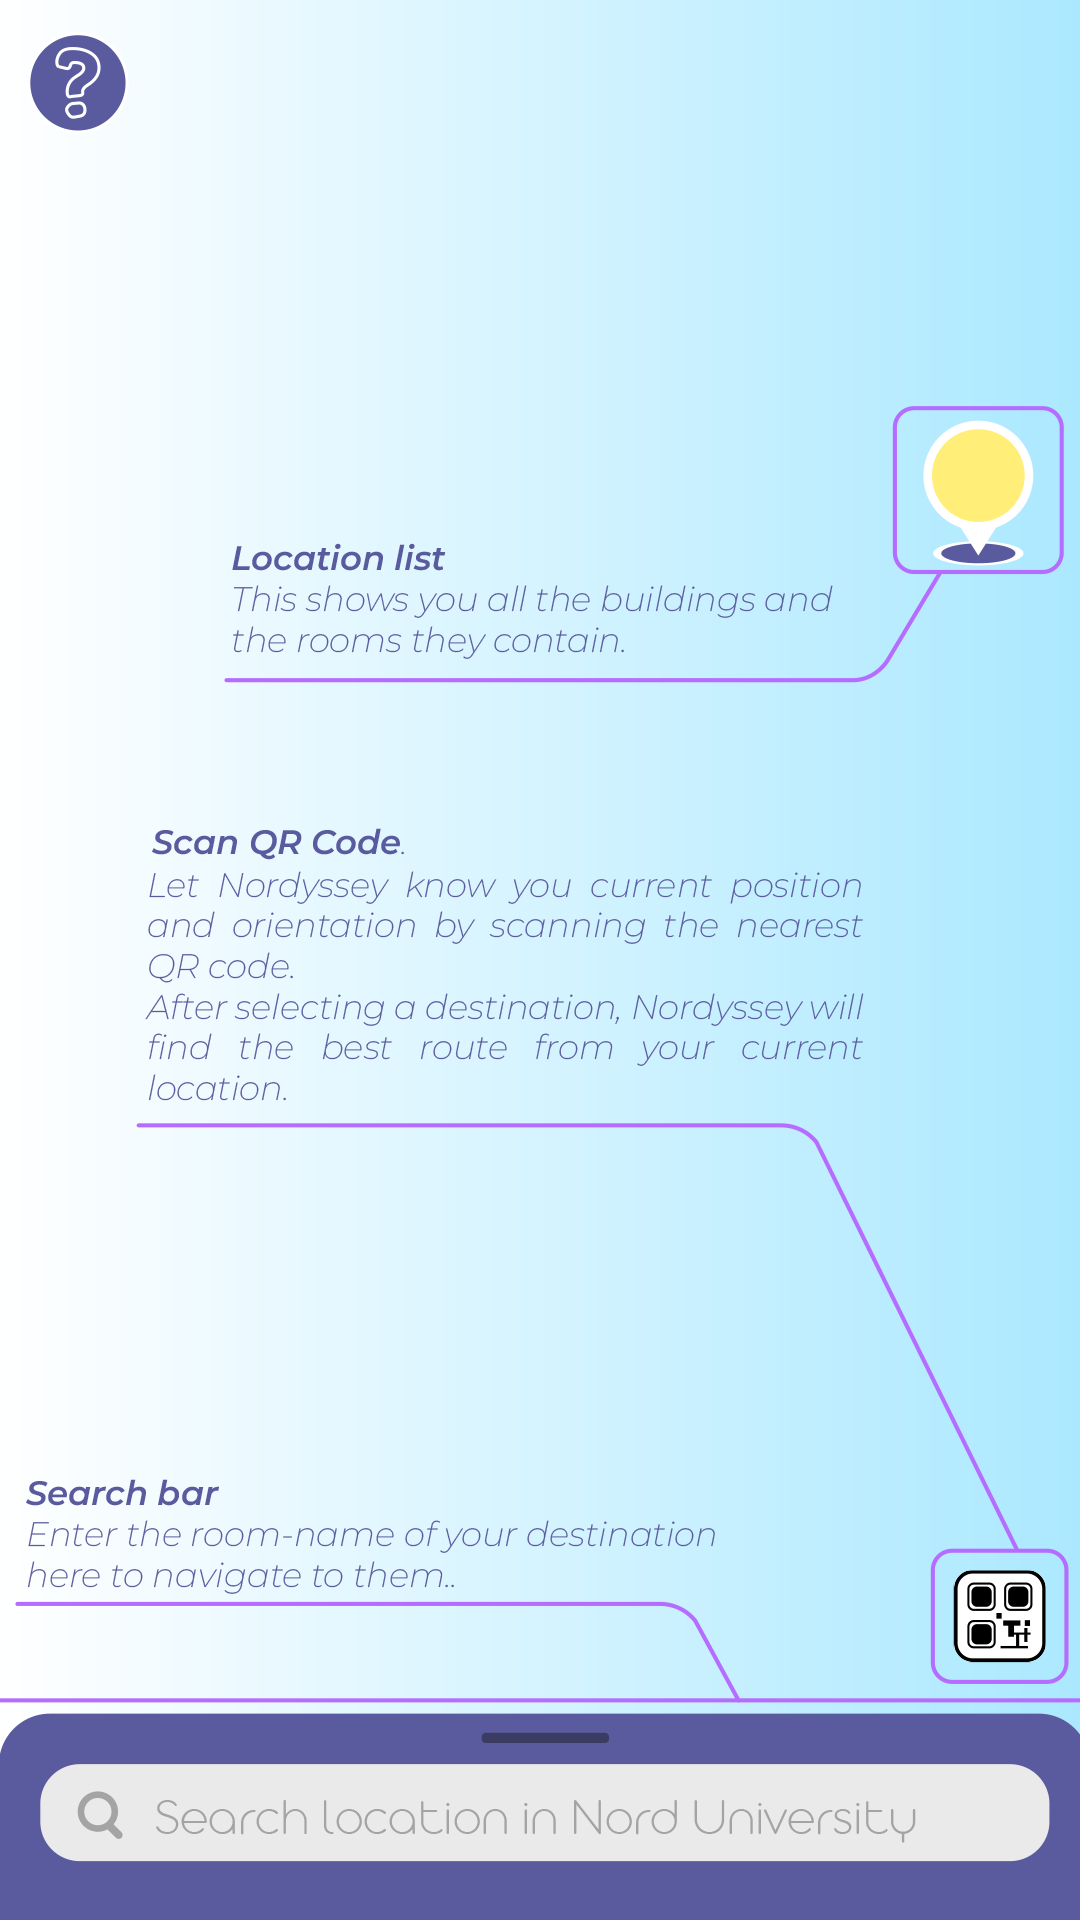 ?
Location list
This shows you all the buildings and
the rooms they contain.
Scan QR Code.
Let Nordyssey know you current position
and orientation by scanning the nearest
QR code.
After selecting a destination, Nordyssey will
find the best route from your current
location.
Search bar
Enter the room-name of your destination
here to navigate to them..
Search location in Nord University